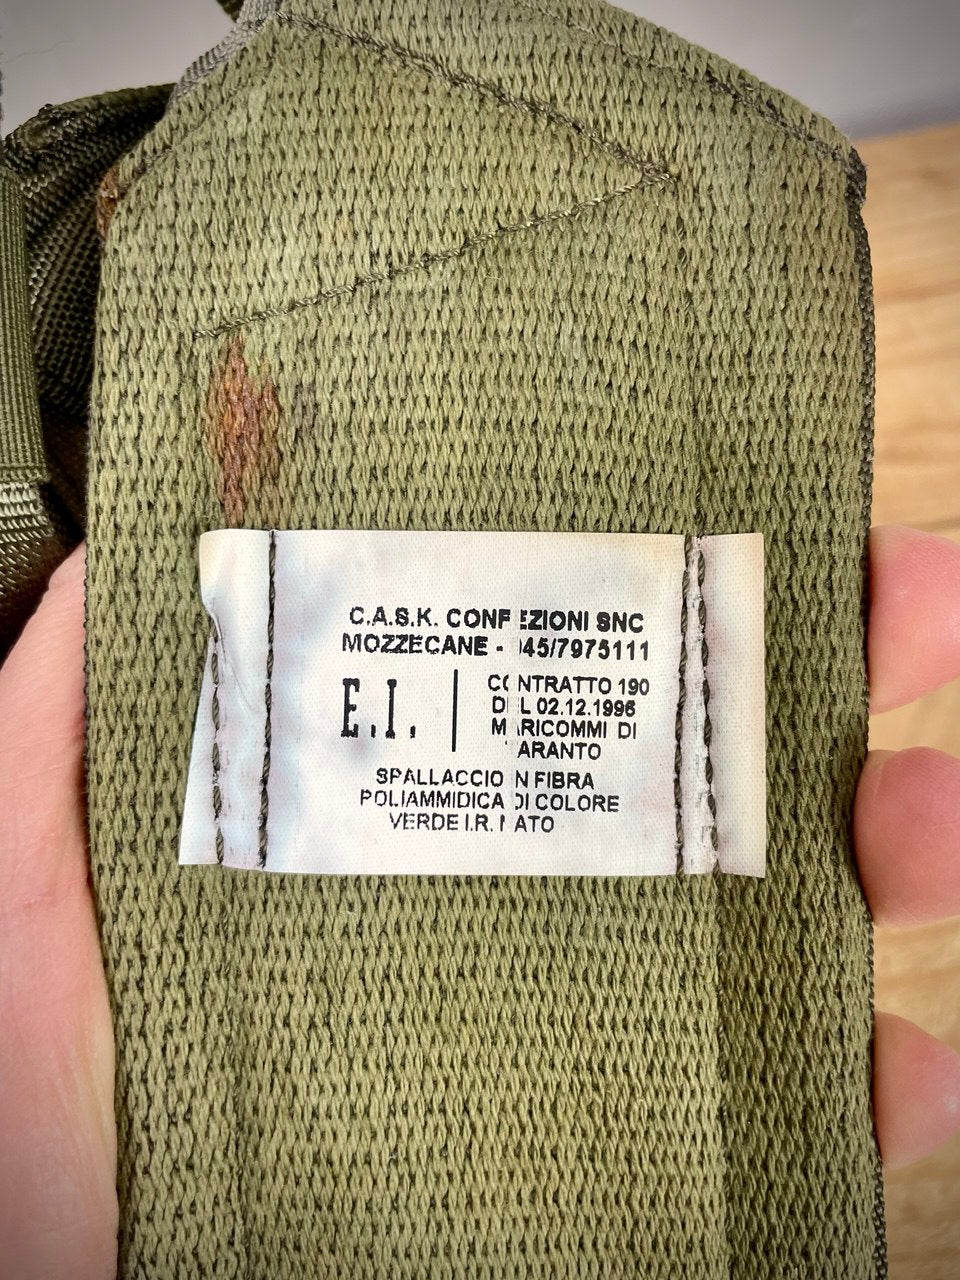 C.A.S.K. CONFEZIONI SNC
MOZZECANE - 045/7975111
E.I.
CONTRATTO 190
DEL 02.12.1996
MARICOMMI DI
TARANTO
SPALLACCIO IN FIBRA
POLIAMMIDICA DI COLORE
VERDE I.R. NATO